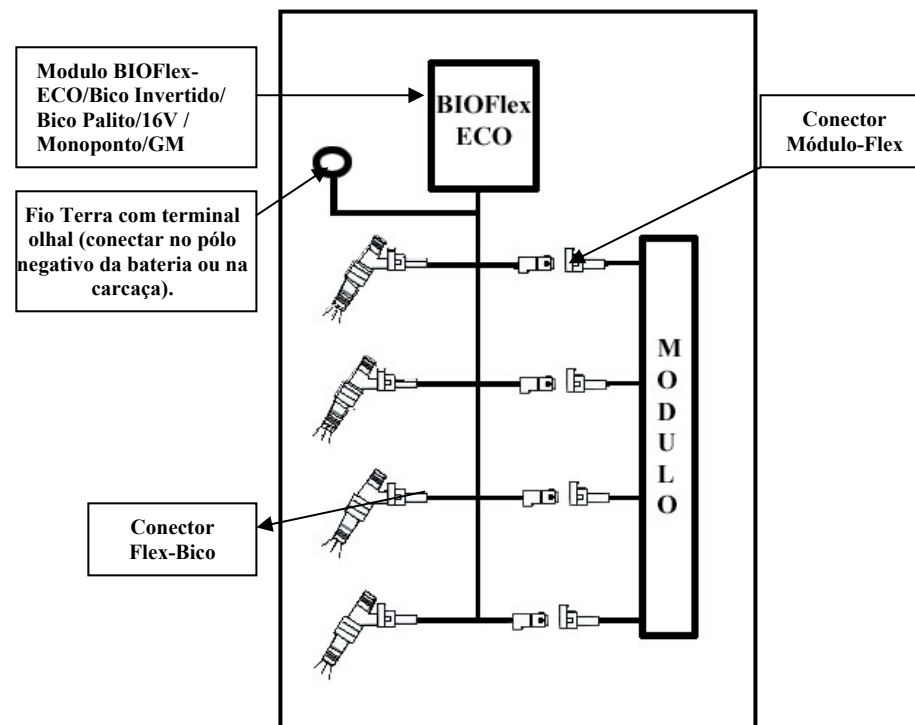 Modulo BIOFlex-
ECO/Bico Invertido/
Bico Palito/16V /
Monoponto/GM
BIOFlex
ECO
Conector
Módulo-Flex
Fio Terra com terminal
olhal (conectar no pólo
negativo da bateria ou na
carcaça).
M
O
D
U
L
O
Conector
Flex-Bico